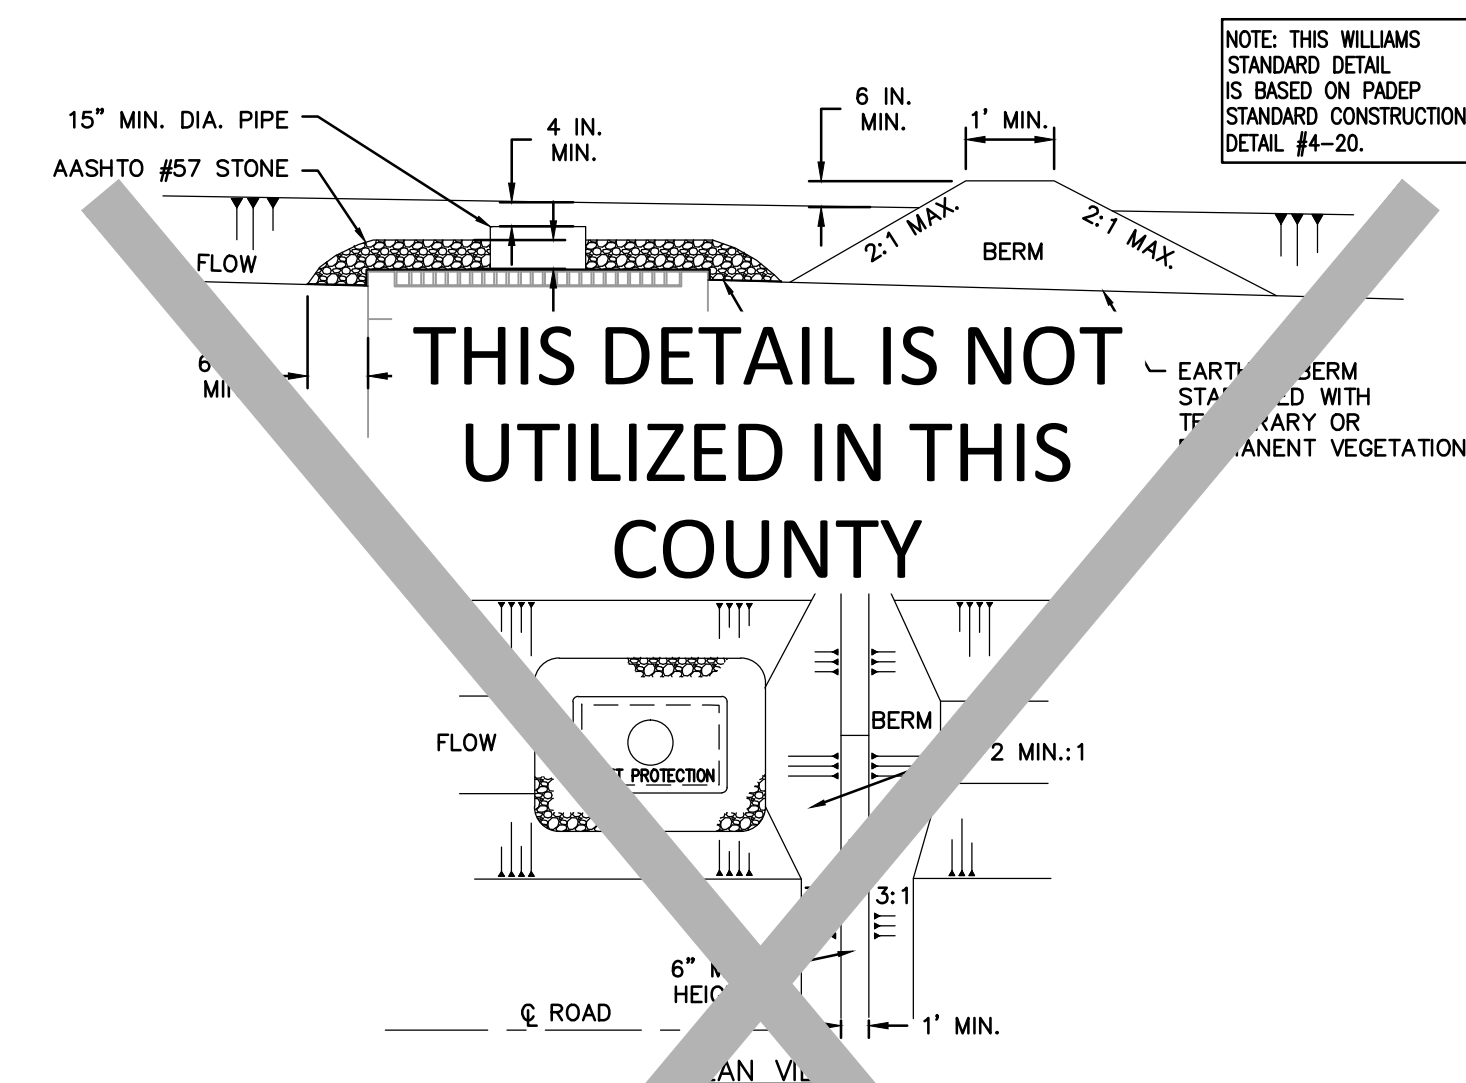 NOTE: THIS WILLIAMS
STANDARD DETAIL
IS BASED ON PADEP
STANDARD CONSTRUCTION
DETAIL #4-20.
15" MIN. DIA. PIPE
AASHTO #57 STONE
4 IN.
MIN.
6 IN.
MIN.
1' MIN.
FLOW
2:1 MAX.
BERM
2:1 MAX.
6
THIS DETAIL IS NOT
UTILIZED IN THIS
COUNTY
BERM
WITH
OR
VEGETATION
FLOW
PROTECTION
BERM
2 MIN.:1
3:1
6"
℄ ROAD
1' MIN.